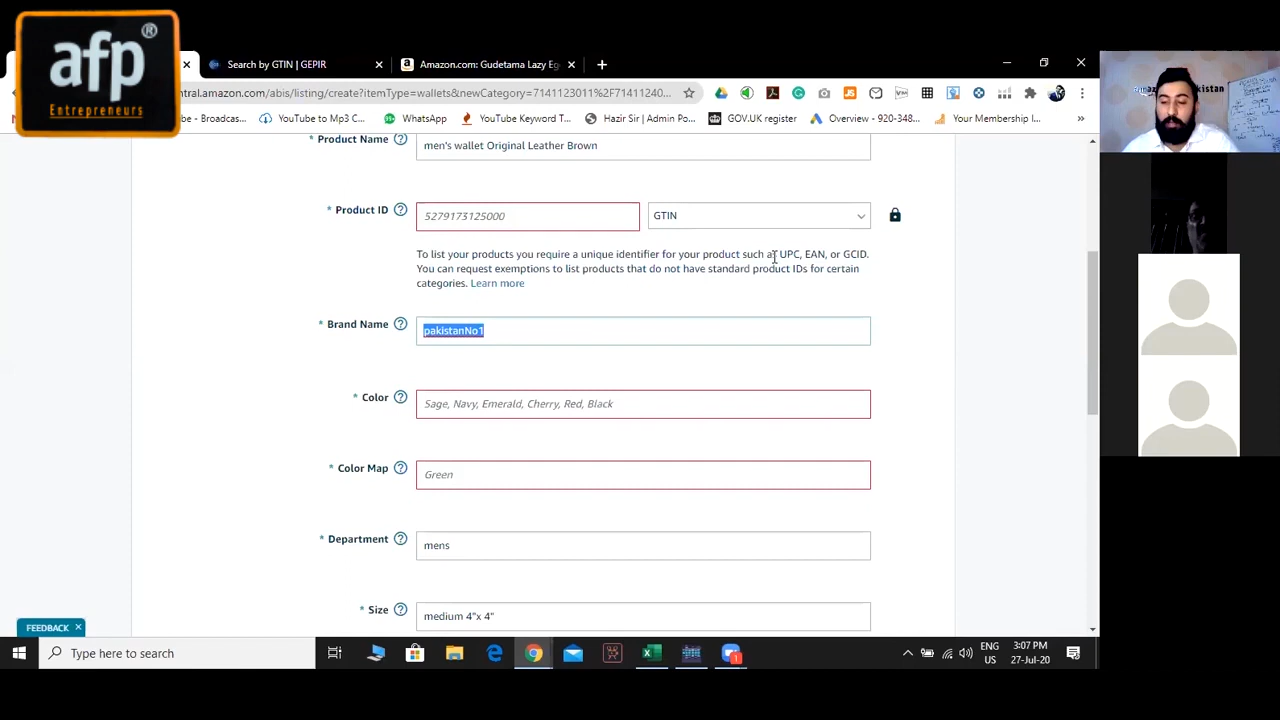 afp®
Entrepreneurs
Search by GTIN | GEPIR
Amazon.com: Gudetama Lazy Eg
central.amazon.com/abis/listing/create?itemType=wallets&newCategory=7141123011%2F71411240...
be - Broadcas...
YouTube to Mp3 C...
WhatsApp
YouTube Keyword T...
Hazir Sir | Admin Po...
GOV.UK register
Overview - 920-348...
Your Membership I...
»
* Product Name
men's wallet Original Leather Brown
* Product ID
5279173125000
GTIN
To list your products you require a unique identifier for your product such as UPC, EAN, or GCID.
You can request exemptions to list products that do not have standard product IDs for certain
categories. Learn more
* Brand Name
pakistanNo1
* Color
Sage, Navy, Emerald, Cherry, Red, Black
* Color Map
Green
* Department
mens
* Size
medium 4"x 4"
FEEDBACK
Type here to search
ENG
US
3:07 PM
27-Jul-20